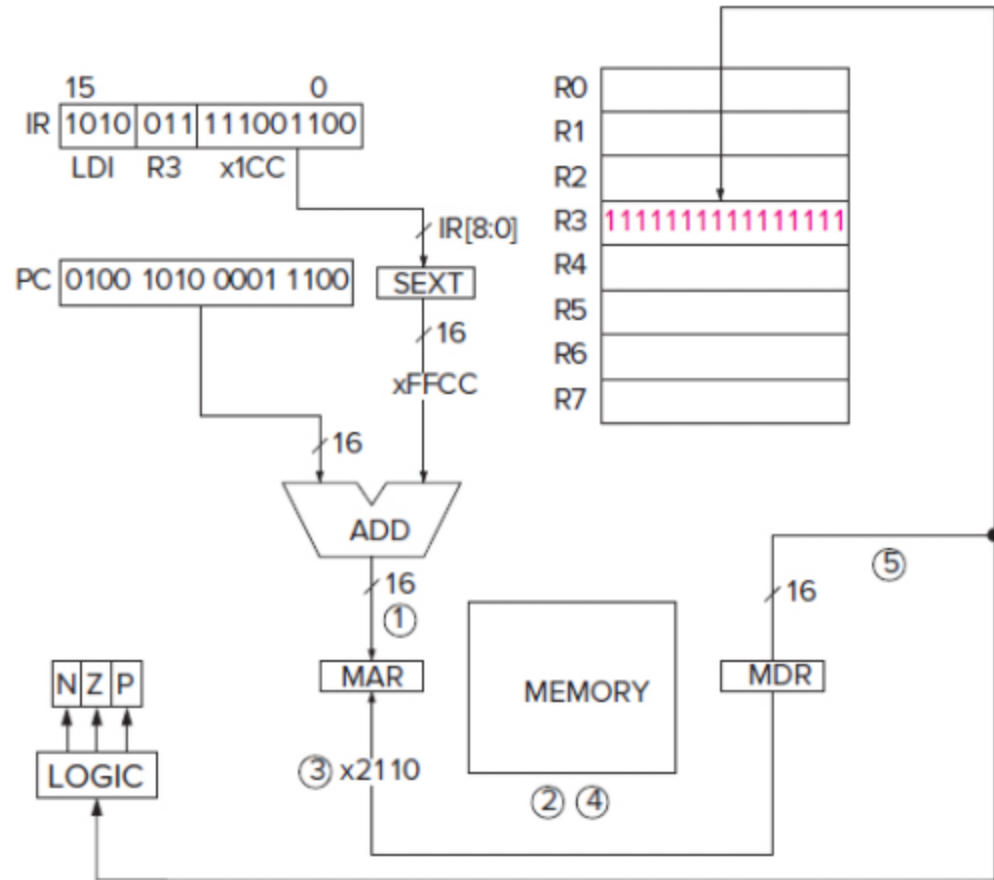 15 0
IR 1010 011 111001100
LDI R3 x1CC
IR[8:0]
PC 0100 1010 0001 1100
SEXT
16
xFFCC
16
ADD
16
①
MAR
③ x2110
N Z P
LOGIC
R0
R1
R2
R3 1111111111111111
R4
R5
R6
R7
MEMORY
② ④
⑤
16
MDR